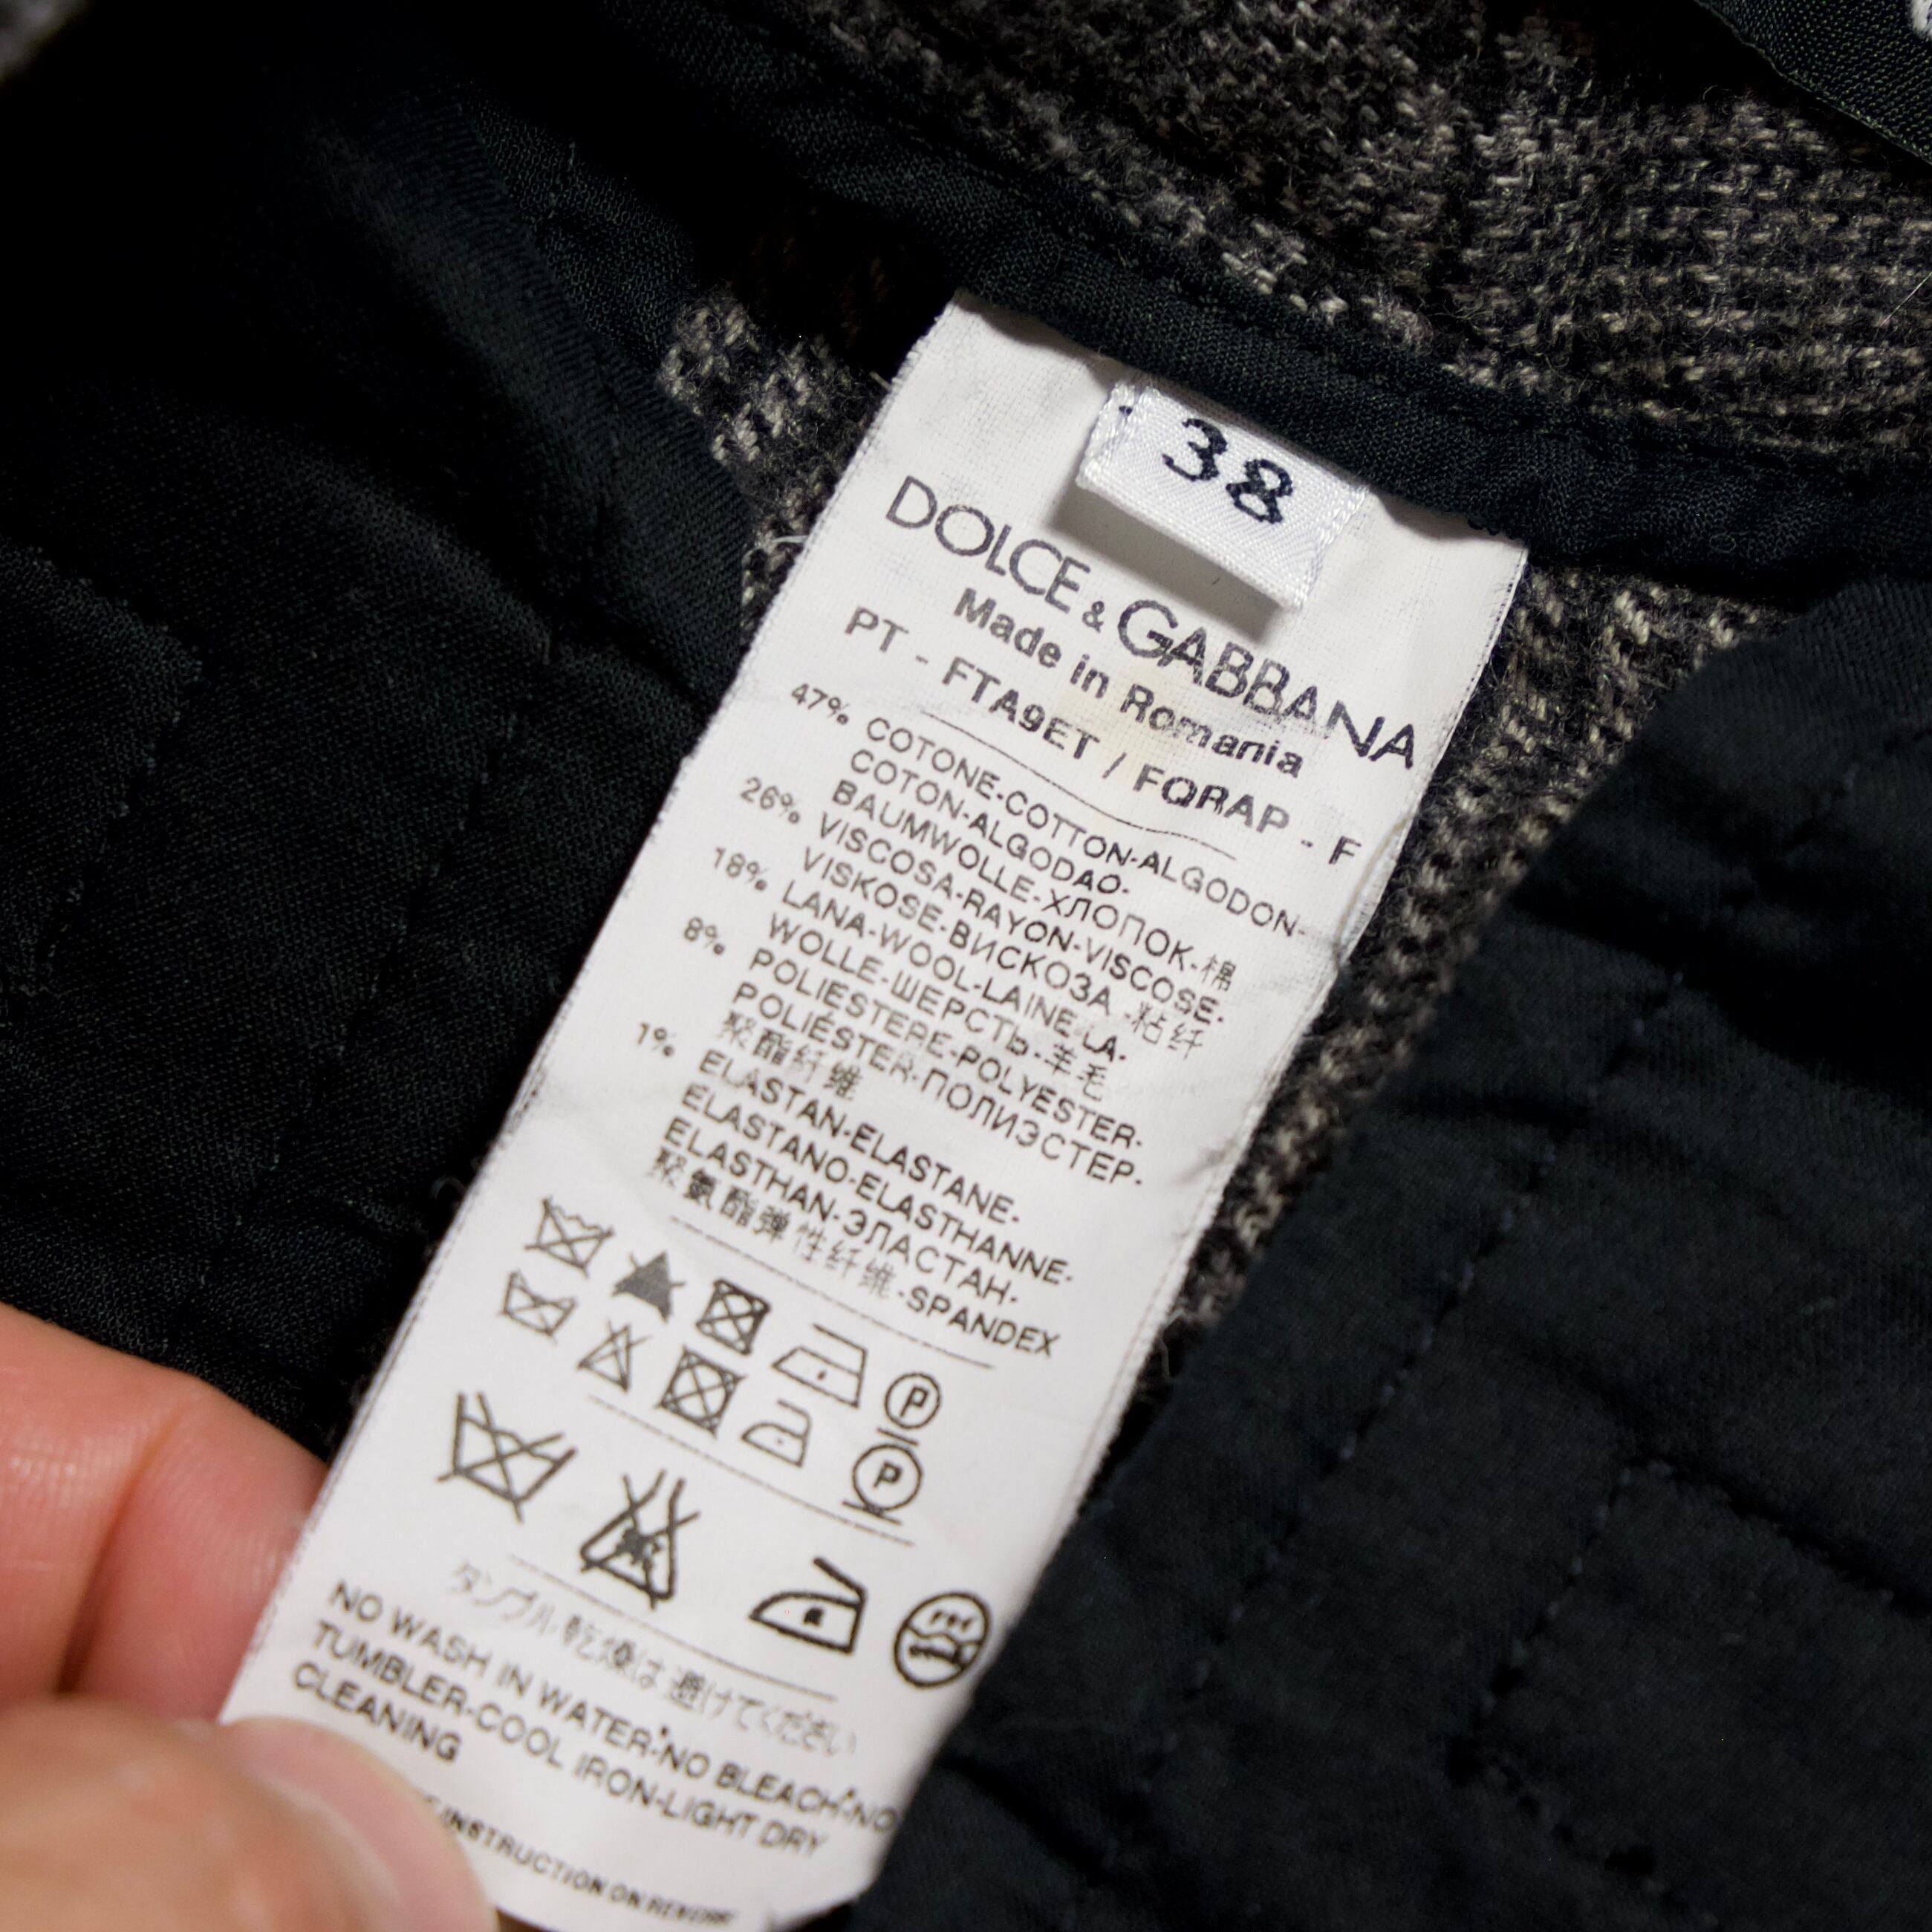 38
DOLCE & GABBANA
Made in Romania
PT - FTA9ET / FQRAP - F
47% COTONE-COTTON-ALGODON-
COTON-ALGODAO-
BAUMWOLLE-ХЛОПОК-棉
26% VISCOSA-RAYON-VISCOSE-
VISKOSE-ВИСКОЗА-粘纤
18% LANA-WOOL-LAINE-LA-
WOLLE-ШЕРСТЬ-羊毛
8% POLIESTERE-POLYESTER-
POLIÉSTER-ПОЛИЭСТЕР-
聚酯纤维
1% ELASTAN-ELASTANE-
ELASTANO-ELASTHANNE-
ELASTHAN-ЭЛАСТАН-
聚氨酯弹性纤维-SPANDEX
P
P
タンブル乾燥は避けてください
NO WASH IN WATER-NO BLEACH-NO
TUMBLER-COOL IRON-LIGHT DRY
CLEANING
INSTRUCTION ON REVERSE